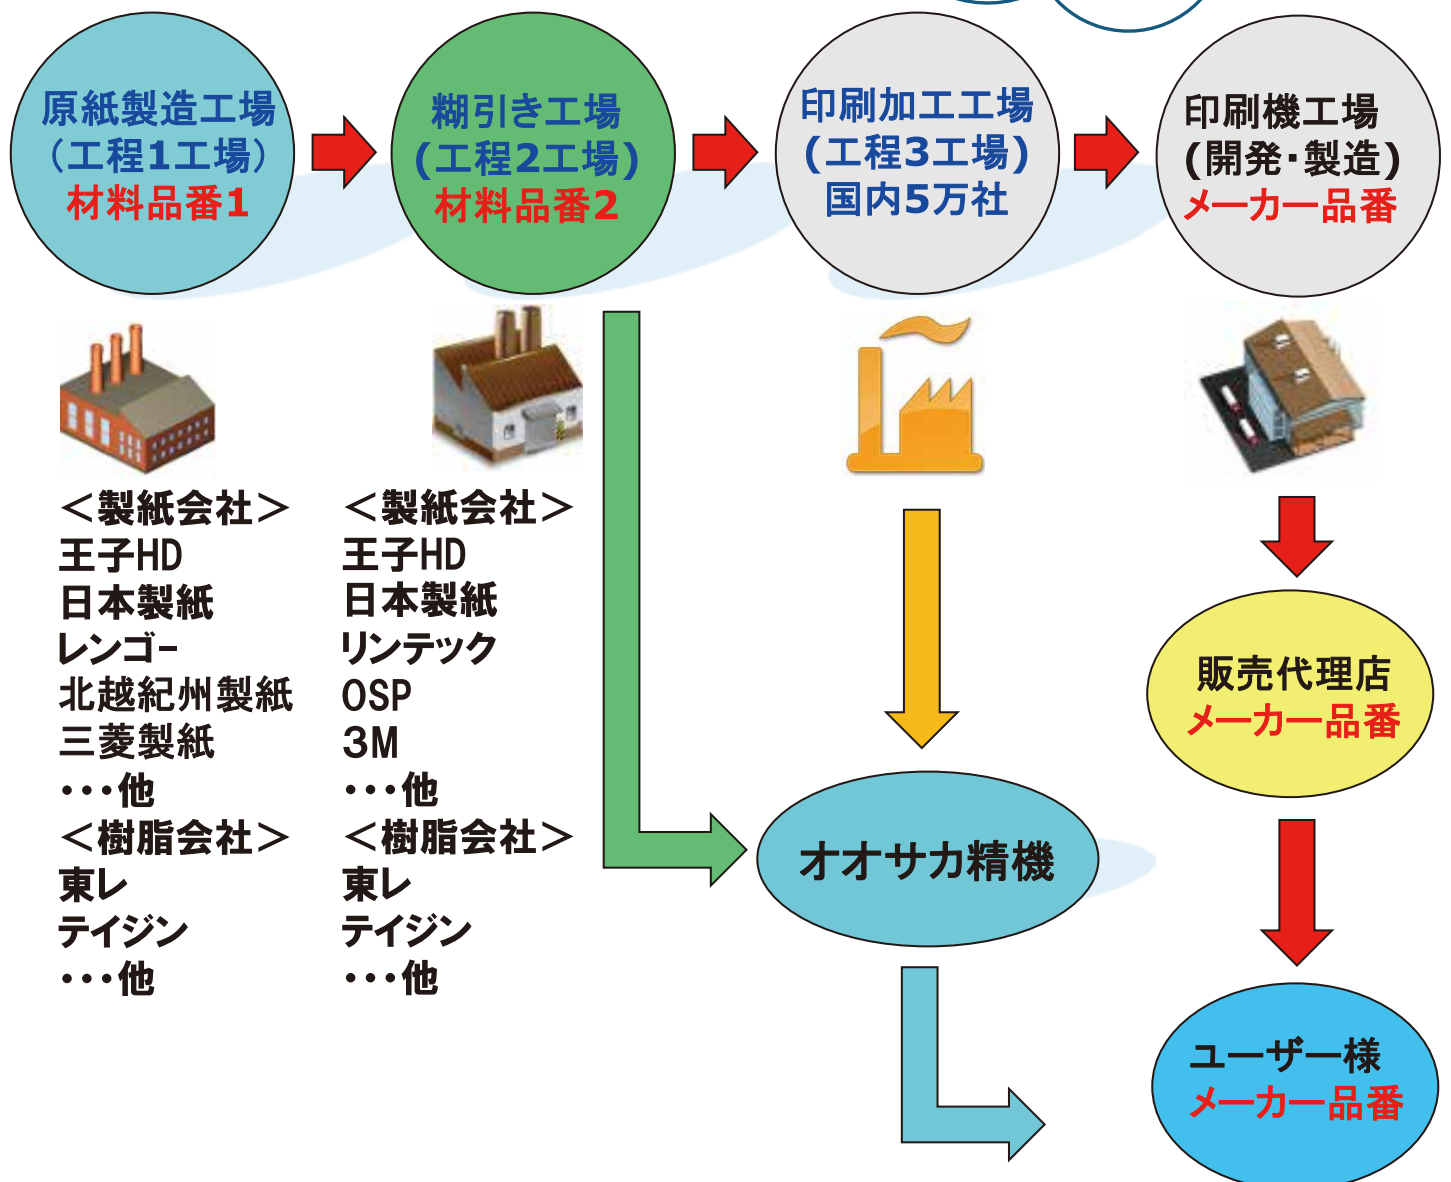 原紙製造工場
（工程1工場）
材料品番1
糊引き工場
(工程2工場)
材料品番2
印刷加工工場
(工程3工場)
国内5万社
印刷機工場
(開発・製造)
メーカー品番
＜製紙会社＞
王子HD
日本製紙
レンゴー
北越紀州製紙
三菱製紙
・・・他
＜樹脂会社＞
東レ
テイジン
・・・他
＜製紙会社＞
王子HD
日本製紙
リンテック
OSP
3M
・・・他
＜樹脂会社＞
東レ
テイジン
・・・他
オオサカ精機
販売代理店
メーカー品番
ユーザー様
メーカー品番